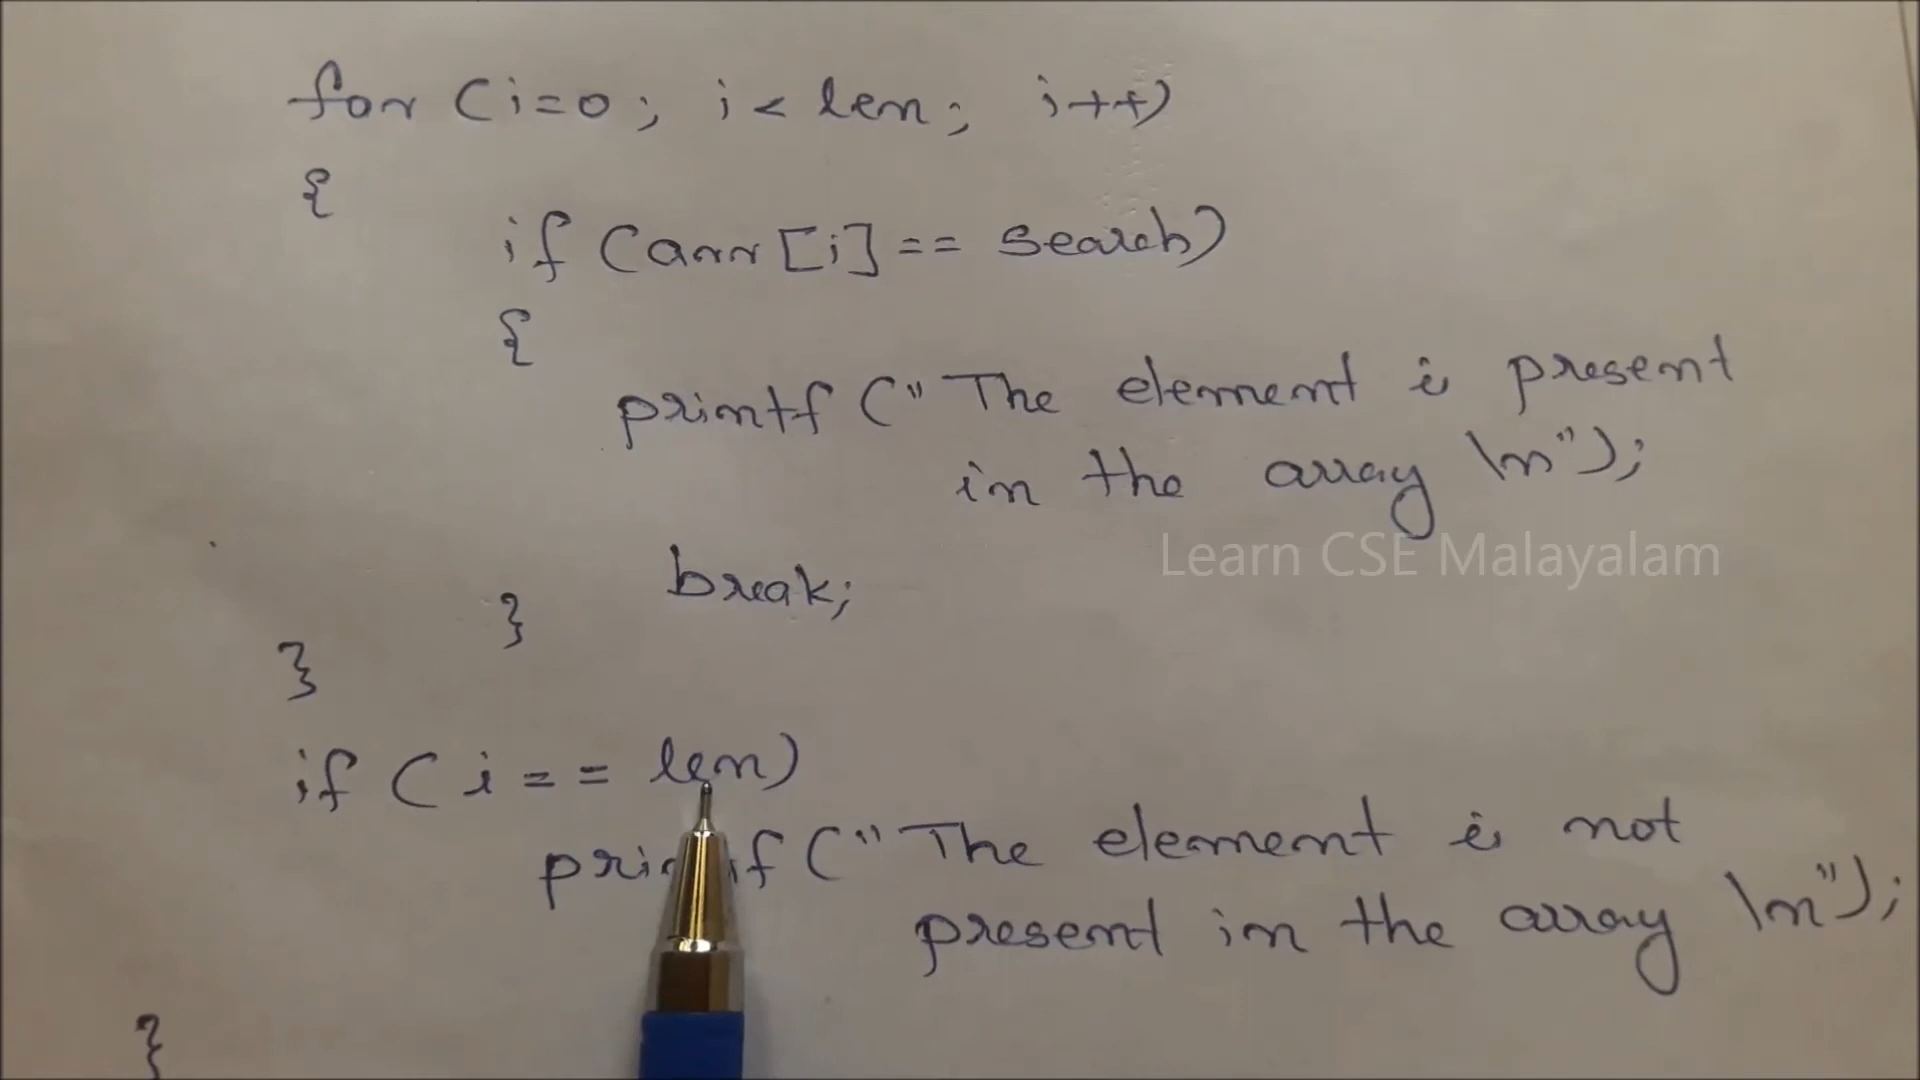 for (i=0; i < len; i++)
{
if (arr[i] == search)
{
printf ("The element is present
in the array \n");
Learn CSE Malayalam
break;
}
}
if (i == len)
printf ("The element is not
present in the array \n");
}